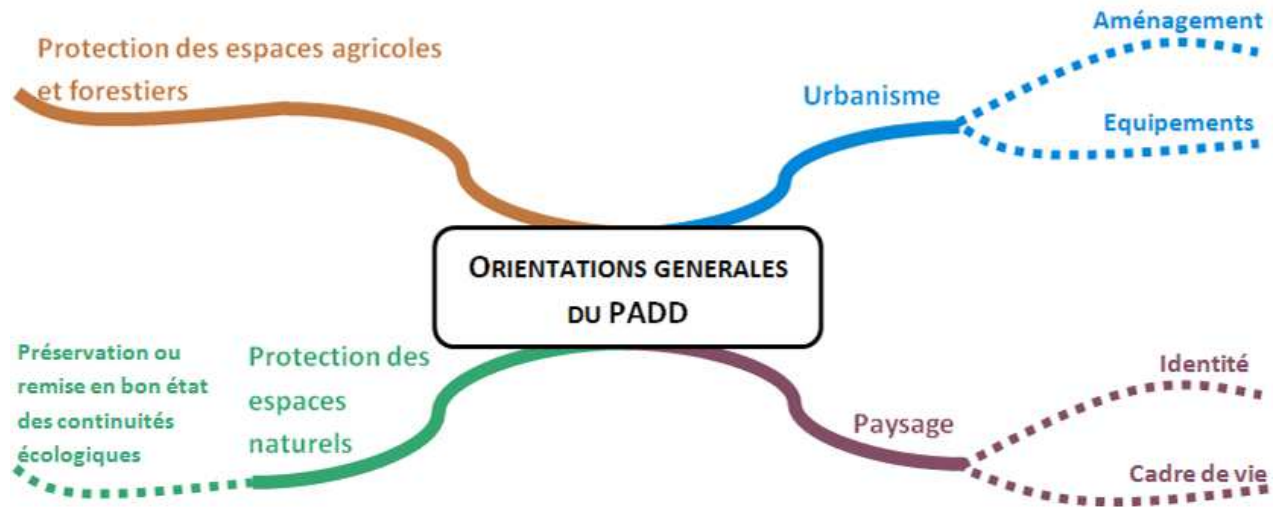 Protection des espaces agricoles
et forestiers
Aménagement
Urbanisme
Equipements
ORIENTATIONS GENERALES
DU PADD
Préservation ou
remise en bon état
des continuités
écologiques
Protection des
espaces
naturels
Identité
Paysage
Cadre de vie